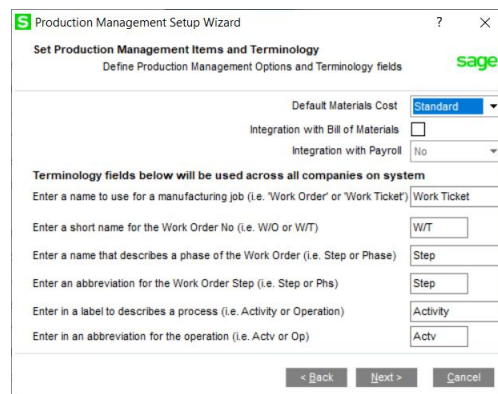 S Production Management Setup Wizard ? ×
Set Production Management Items and Terminology
Define Production Management Options and Terminology fields
sage
Default Materials Cost Standard
Integration with Bill of Materials
Integration with Payroll No
Terminology fields below will be used across all companies on system
Enter a name to use for a manufacturing job (i.e. 'Work Order' or 'Work Ticket') Work Ticket
Enter a short name for the Work Order No (i.e. W/O or W/T) W/T
Enter a name that describes a phase of the Work Order (i.e. Step or Phase) Step
Enter an abbreviation for the Work Order Step (i.e. Step or Phs) Step
Enter in a label to describes a process (i.e. Activity or Operation) Activity
Enter in an abbreviation for the operation (i.e. Actv or Op) Actv
< Back Next > Cancel